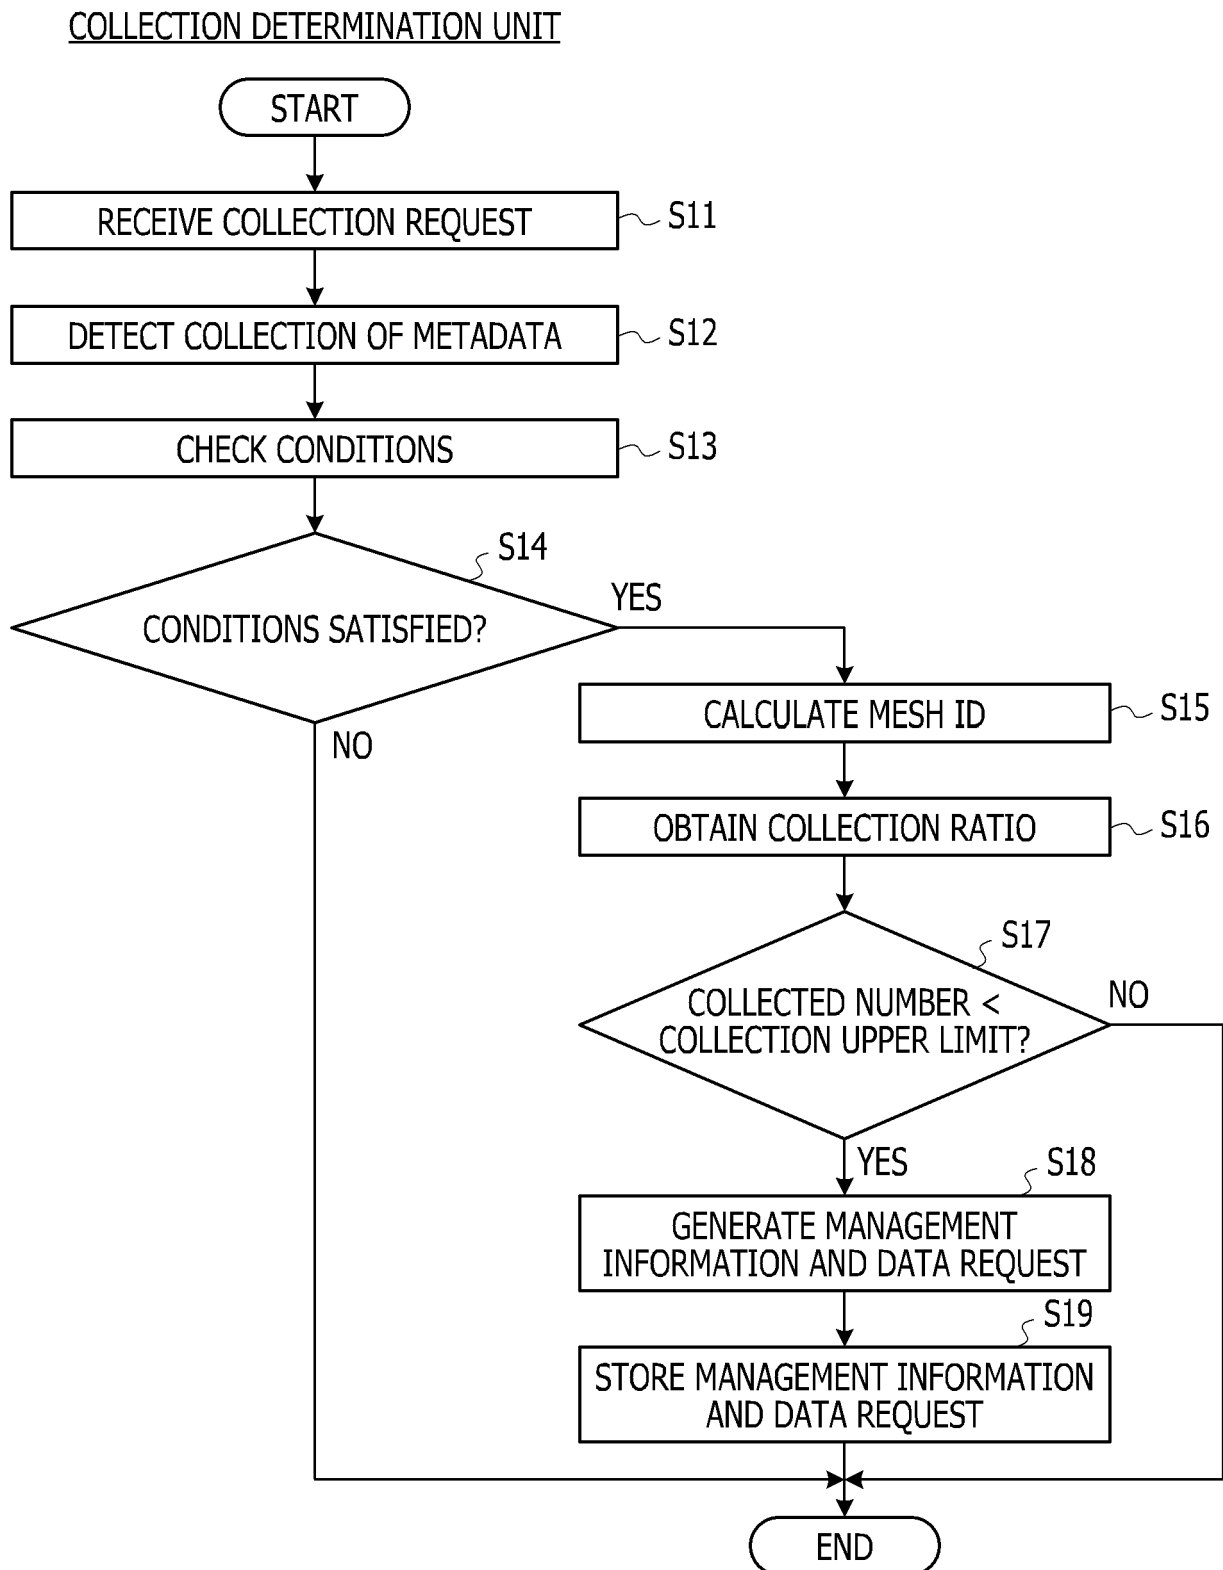 COLLECTION DETERMINATION UNIT
START
RECEIVE COLLECTION REQUEST
S11
DETECT COLLECTION OF METADATA
S12
CHECK CONDITIONS
S13
S14
CONDITIONS SATISFIED?
YES
NO
CALCULATE MESH ID
S15
OBTAIN COLLECTION RATIO
S16
S17
COLLECTED NUMBER <
COLLECTION UPPER LIMIT?
NO
YES
S18
GENERATE MANAGEMENT
INFORMATION AND DATA REQUEST
S19
STORE MANAGEMENT INFORMATION
AND DATA REQUEST
END